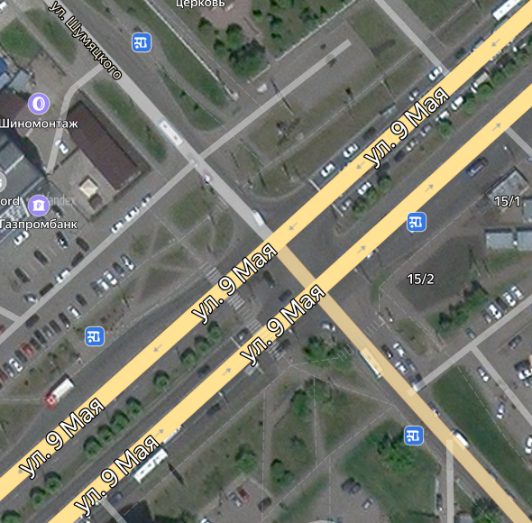 церковь
ул. Шумяцкого
Шиномонтаж
ул. 9 Мая
ord
Газпромбанк
15/1
15/2
ул. 9 Мая
ул. 9 Мая
ул. 9 Мая
ул. 9 Мая